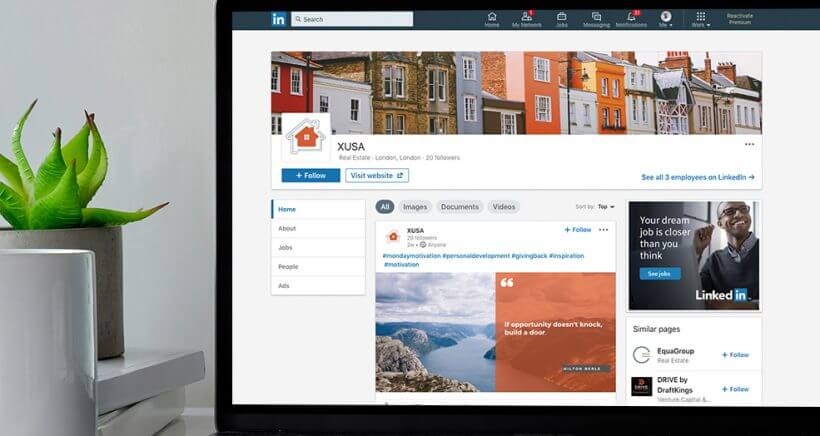 in
Search
Home
My Network
Jobs
Messaging
Notifications
Me
Work
Reactivate
Premium
XUSA
Real Estate · London, London · 20 followers
+ Follow
Visit website
See all 3 employees on LinkedIn →
Home
About
Jobs
People
Ads
All
Images
Documents
Videos
Sort by: Top
XUSA
20 followers
2w • Anyone
+ Follow
#mondaymotivation #personaldevelopment #givingback #inspiration
#motivation
“
If opportunity doesn't knock,
build a door.
MILTON BERLE
Your dream
job is closer
than you
think
See jobs
Linked in
Similar pages
EquaGroup
Real Estate
+ Follow
DRIVE
DRIVE by
DraftKings
Venture Capital &...
+ Follow